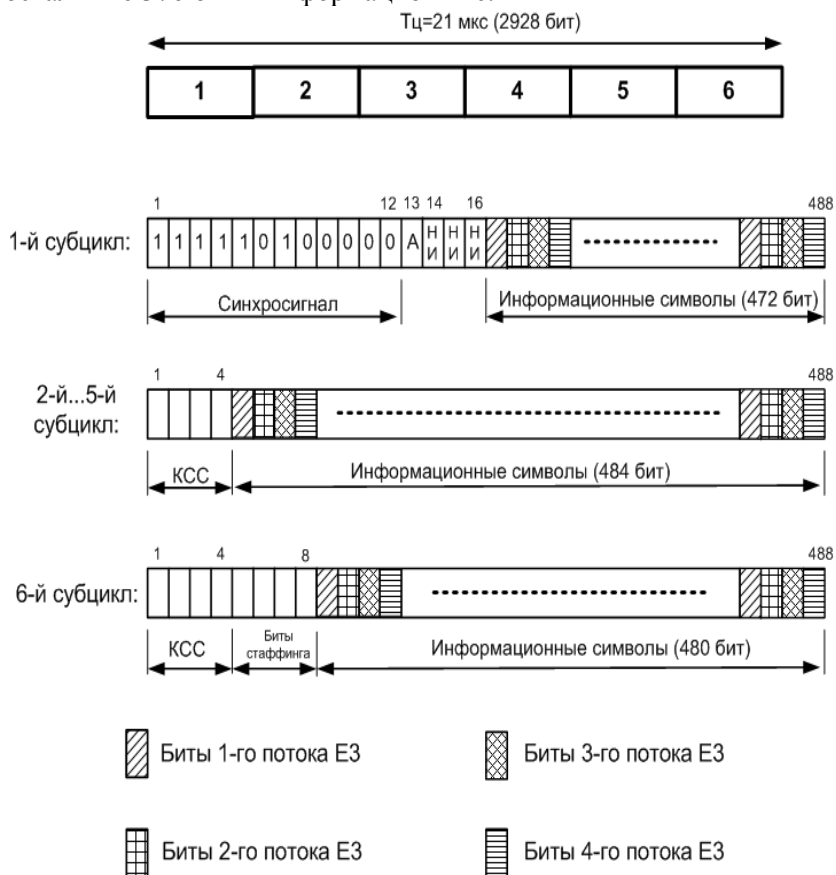 Тц=21 мкс (2928 бит)
1 2 3 4 5 6
1 12 13 14 16 488
1-й субцикл: 1 1 1 1 1 0 1 0 0 0 0 0 А НИ НИ НИ
Синхросигнал Информационные символы (472 бит)
1 4 488
2-й...5-й
субцикл:
КСС Информационные символы (484 бит)
1 4 8 488
6-й субцикл:
КСС Биты
стаффинга Информационные символы (480 бит)
Биты 1-го потока Е3 Биты 3-го потока Е3
Биты 2-го потока Е3 Биты 4-го потока Е3